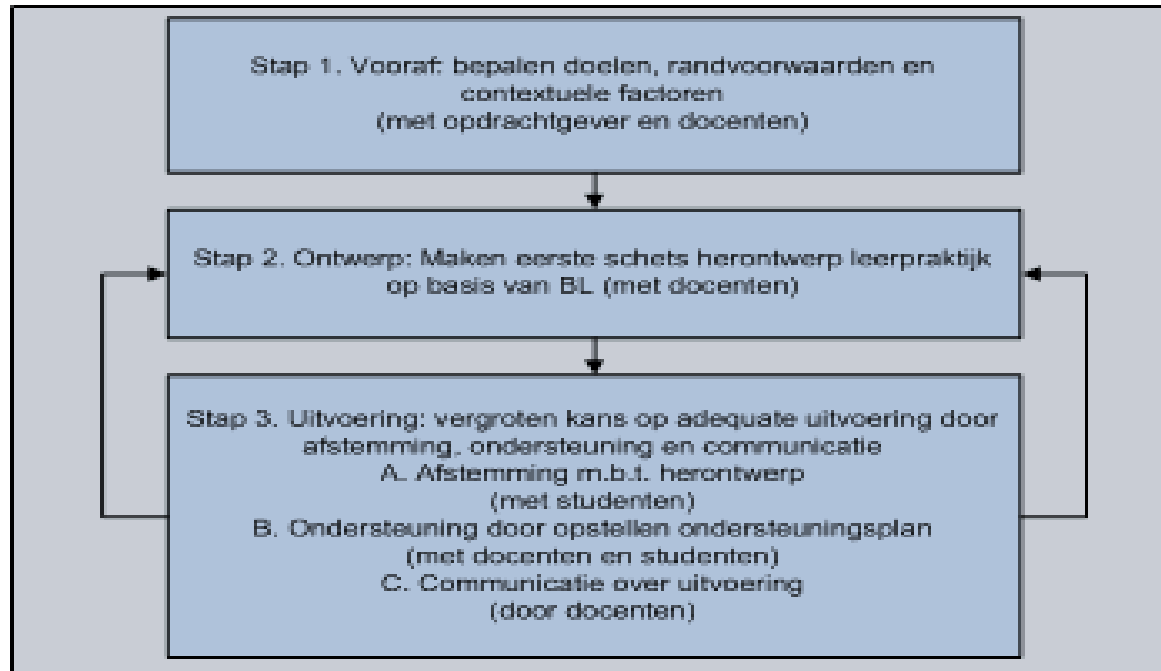 Stap 1. Vooraf: bepalen doelen, randvoorwaarden en
contextuele factoren
(met opdrachtgever en docenten)
Stap 2. Ontwerp: Maken eerste schets herontwerp leerpraktijk
op basis van BL (met docenten)
Stap 3. Uitvoering: vergroten kans op adequate uitvoering door
afstemming, ondersteuning en communicatie
A. Afstemming m.b.t. herontwerp
(met studenten)
B. Ondersteuning door opstellen ondersteuningsplan
(met docenten en studenten)
C. Communicatie over uitvoering
(door docenten)